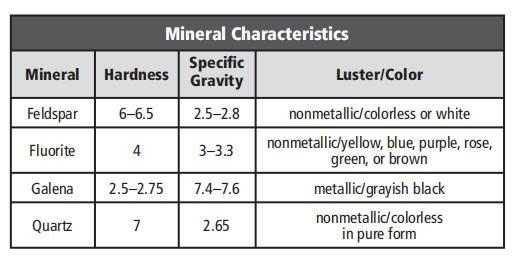 Mineral Characteristics
Mineral Hardness Specific Gravity Luster/Color
Feldspar 6–6.5 2.5–2.8 nonmetallic/colorless or white
Fluorite 4 3–3.3 nonmetallic/yellow, blue, purple, rose,
green, or brown
Galena 2.5–2.75 7.4–7.6 metallic/grayish black
Quartz 7 2.65 nonmetallic/colorless
in pure form